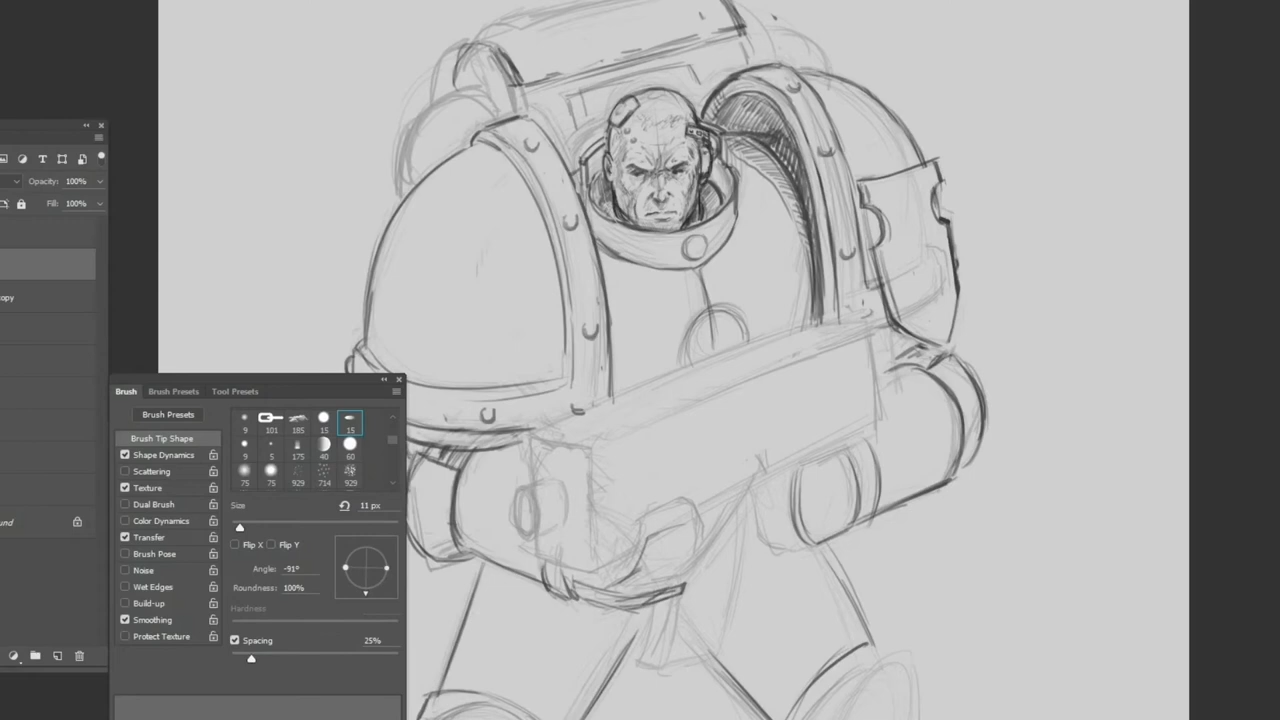 Opacity: 100%
Fill: 100%
opy
und
Brush Brush Presets Tool Presets
Brush Presets
Brush Tip Shape
Shape Dynamics
Scattering
Texture
Dual Brush
Color Dynamics
Transfer
Brush Pose
Noise
Wet Edges
Build-up
Smoothing
Protect Texture
9 101 185 15 15
9 5 175 40 60
75 75 929 714 929
Size 11 px
Flip X Flip Y
Angle: -91°
Roundness: 100%
Hardness
Spacing 25%